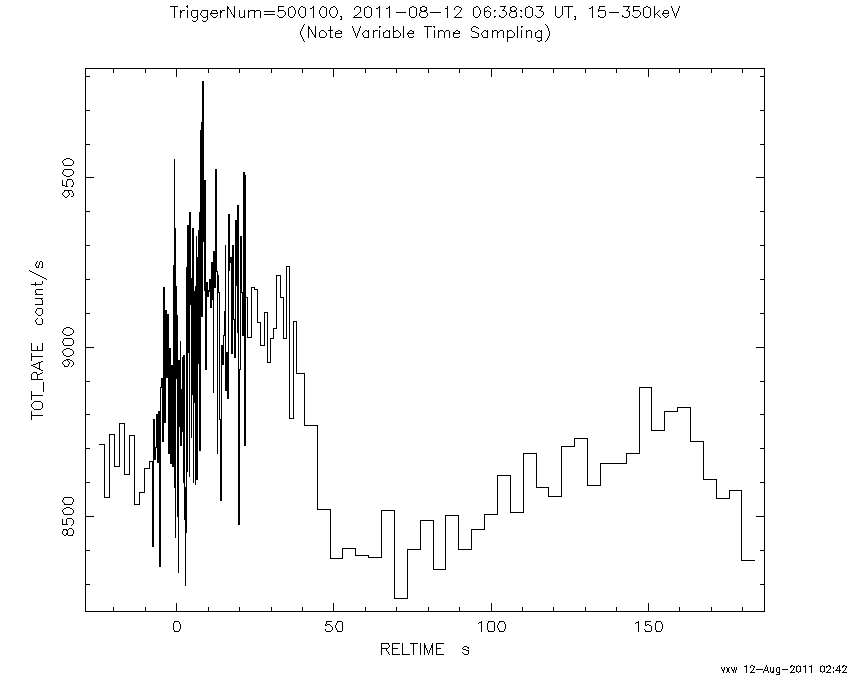 TriggerNum=500100, 2011-08-12 06:38:03 UT, 15-350keV
(Note Variable Time Sampling)
TOT_RATE count/s
9500
9000
8500
0 50 100 150
RELTIME s
vxw 12-Aug-2011 02:42